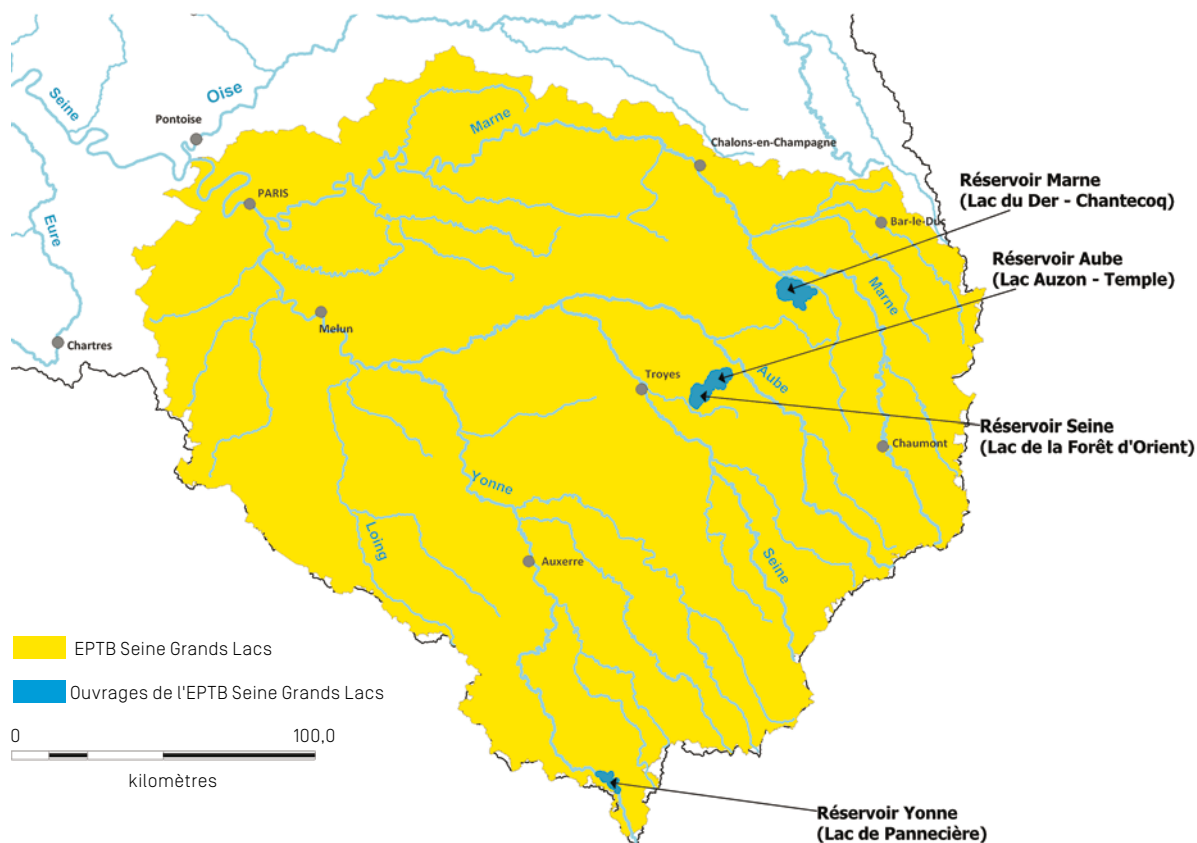 Seine
Oise
Pontoise
Marne
Chalons-en-Champagne
PARIS
Eure
Réservoir Marne
(Lac du Der - Chantecoq)
Bar-le-Duc
Réservoir Aube
(Lac Auzon - Temple)
Marne
Melun
Chartres
Troyes
Aube
Réservoir Seine
(Lac de la Forêt d'Orient)
Chaumont
Yonne
Loing
Auxerre
Seine
EPTB Seine Grands Lacs
Ouvrages de l'EPTB Seine Grands Lacs
0 100,0
kilomètres
Réservoir Yonne
(Lac de Pannecière)